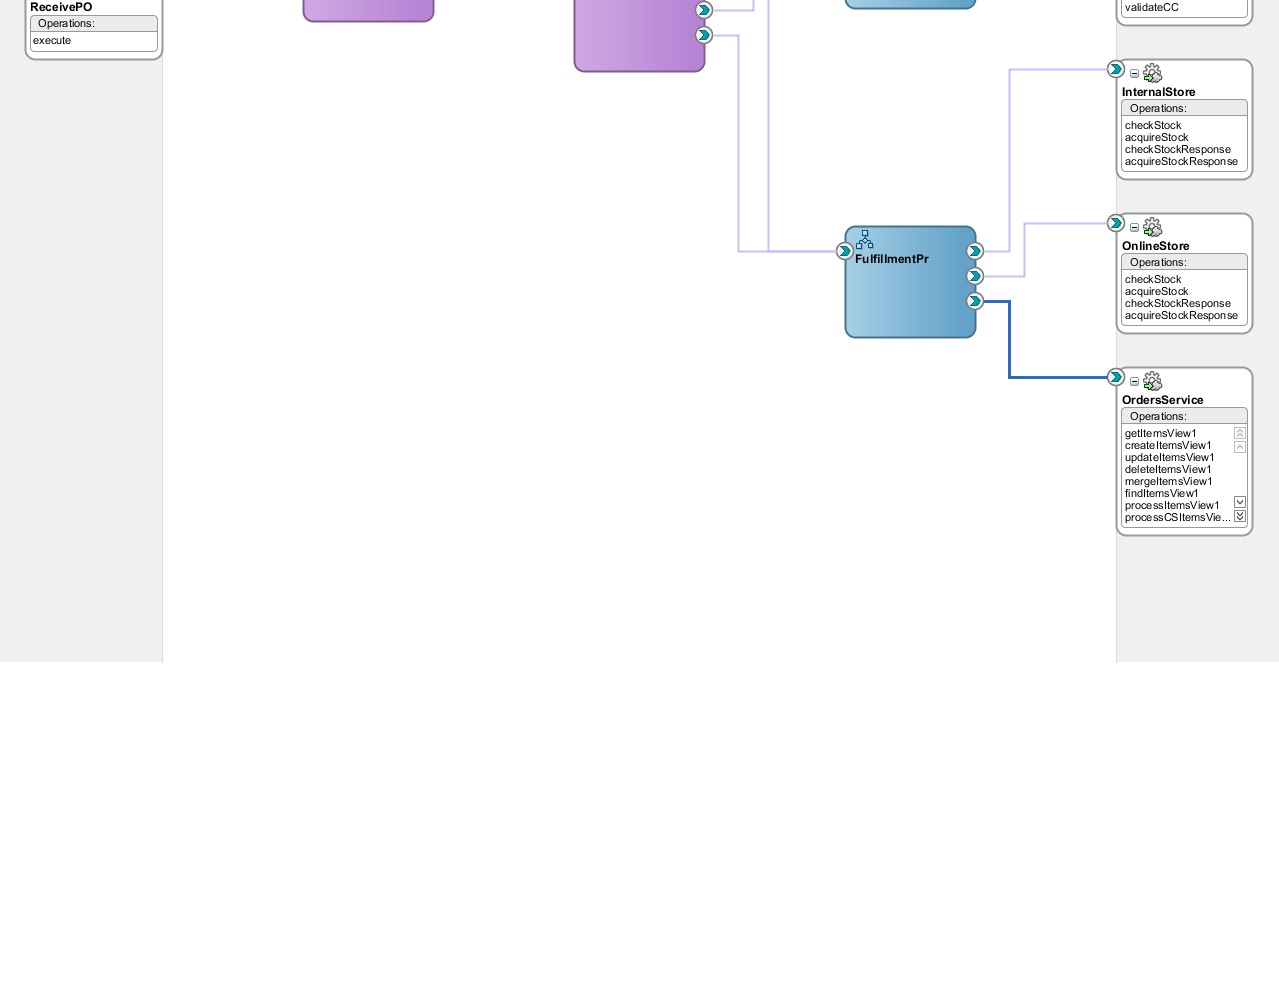 ReceivePO
Operations:
execute
validateCC
InternalStore
Operations:
checkStock
acquireStock
checkStockResponse
acquireStockResponse
FulfillmentPr
OnlineStore
Operations:
checkStock
acquireStock
checkStockResponse
acquireStockResponse
OrdersService
Operations:
getItemsView1
createItemsView1
updateItemsView1
deleteItemsView1
mergeItemsView1
findItemsView1
processItemsView1
processCSItemsVie...